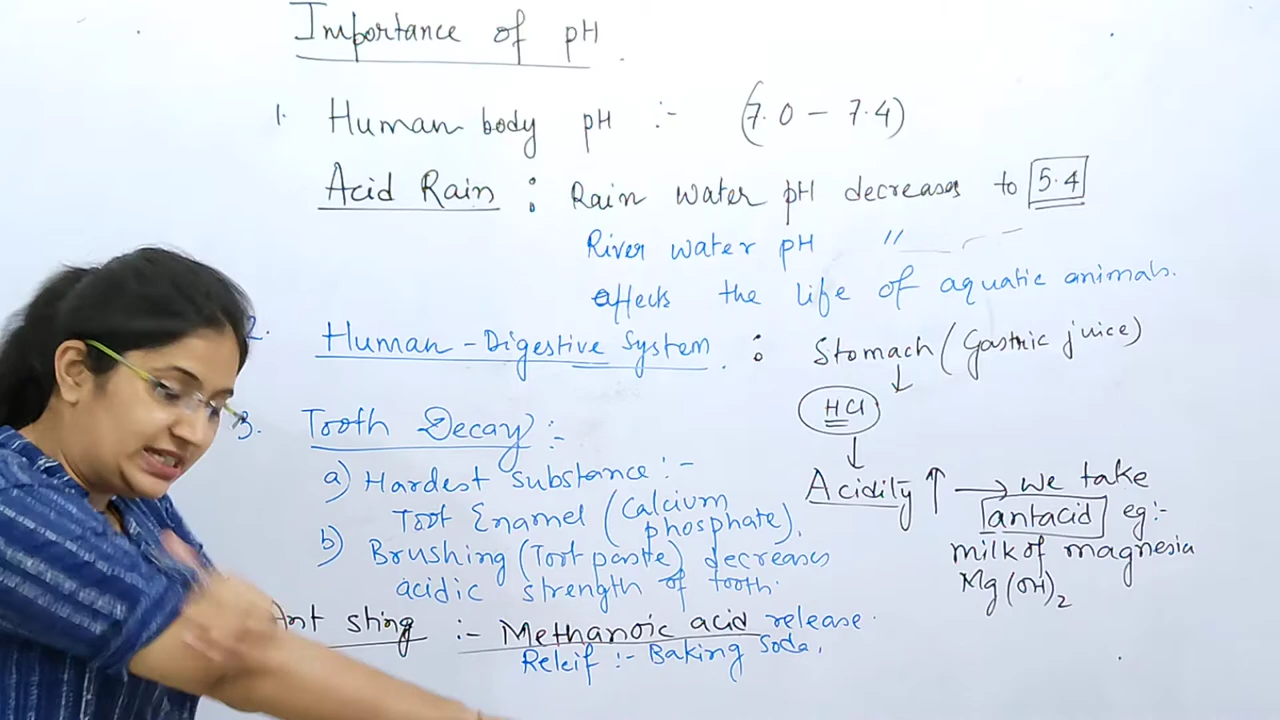 Importance of pH
1. Human body pH :- (7.0 - 7.4)
Acid Rain : Rain water pH decreases to 5.4
River water pH "
affects the life of aquatic animals.
2. Human - Digestive System : Stomach (Gastric juice)
HCl
Acidity ↑ → we take
antacid eg:-
milk of magnesia
Mg(OH)2
3. Tooth Decay :-
a) Hardest substance :-
Toot Enamel (Calcium
phosphate).
b) Brushing (Toot paste) decreases
acidic strength of tooth.
Ant sting :- Methanoic acid release.
Releif :- Baking Soda.